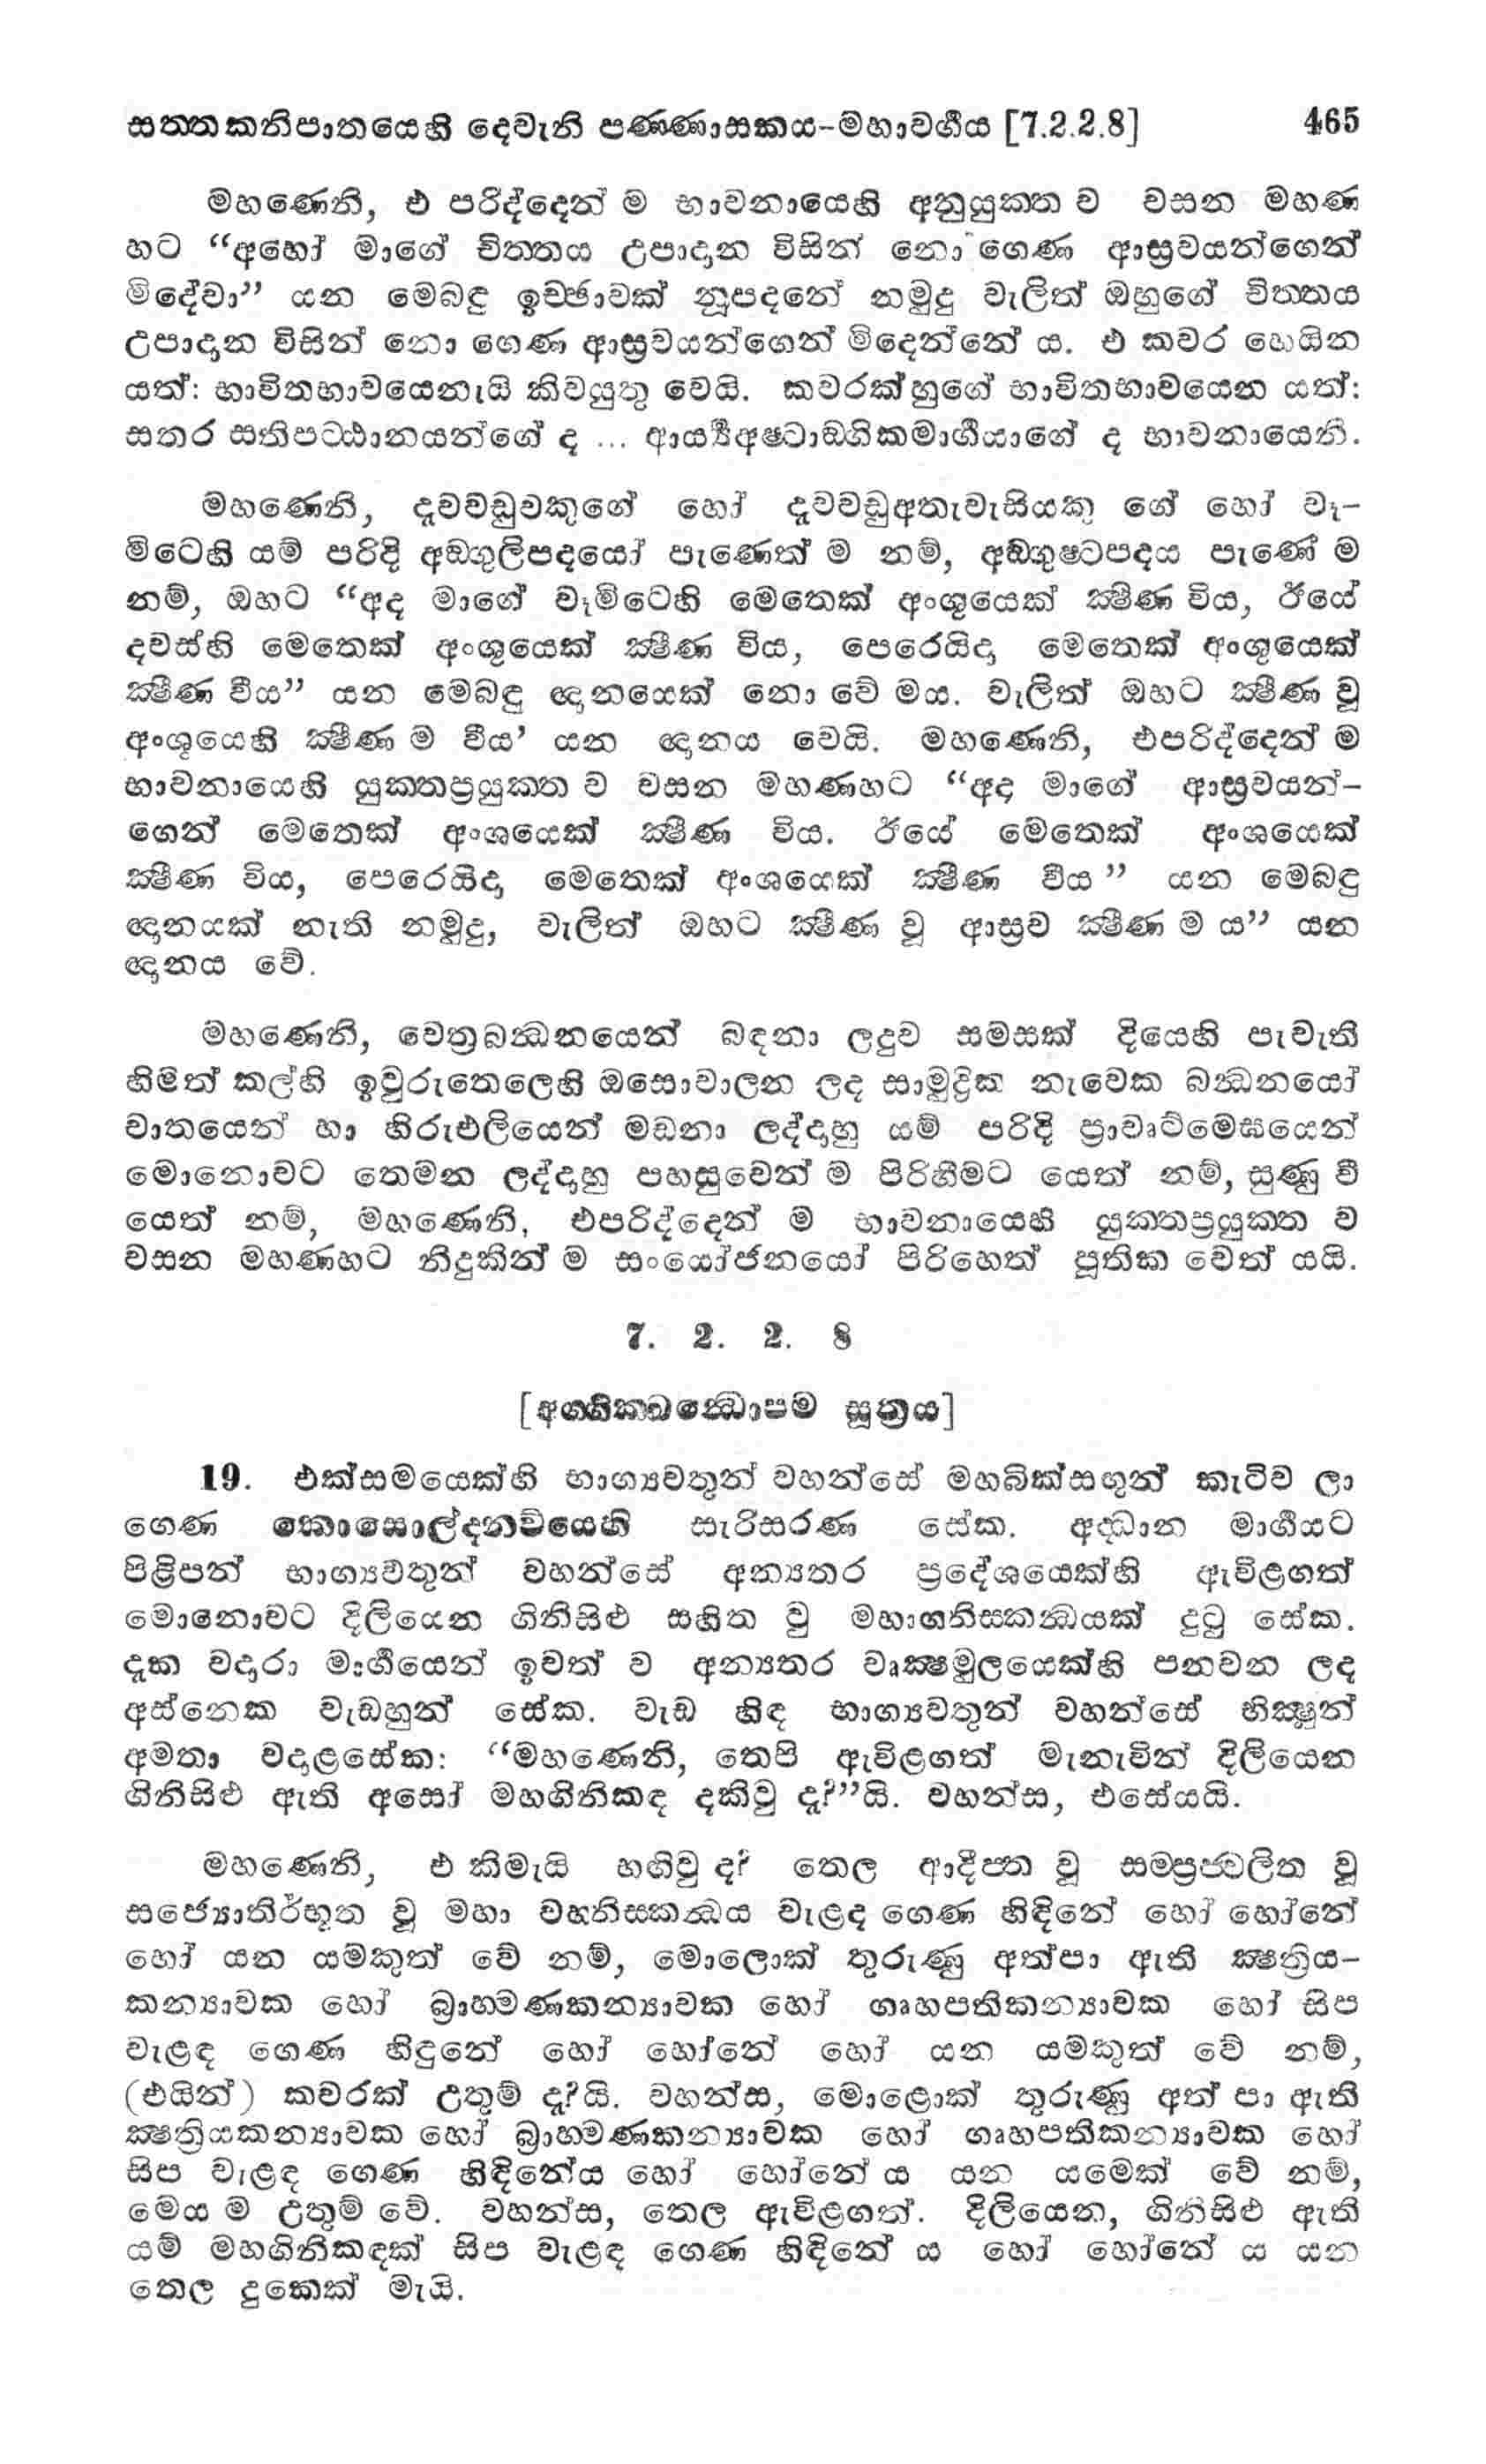 සත්තකනිපාතයෙහි දෙවැනි පණ්ණාසකය-මහාවර්ගය [7.2.2.8] 465
මහණෙනි, එ පරිද්දෙන් ම භාවනායෙහි අනුයුක්ත ව වසන මහණ
හට “අහෝ මාගේ චිත්තය උපාදාන විසින් නො ගෙණ ආස්‍රවයන්ගෙන්
මිදේවා” යන මෙබඳු ඉච්ඡාවක් නූපදනේ නමුදු වැලිත් ඔහුගේ චිත්තය
උපාදාන විසින් නො ගෙණ ආස්‍රවයන්ගෙන් මිදෙන්නේ ය. එ කවර හෙයින
යත්: භාවිතභාවයෙනැයි කිවයුතු වෙයි. කවරක්හුගේ භාවිතභාවයෙන යත්:
සතර සතිපට්ඨානයන්ගේ ද ... ආර්‍ය්‍යඅෂ්ටාඞ්ගිකමාර්ගයාගේ ද භාවනායෙනි.
මහණෙනි, දැවවඩුවකුගේ හෝ දැවවඩුඅතැවැසියකු ගේ හෝ වෑ-
මිටෙහි යම් පරිදි අඞ්ගුලිපදයෝ පැණෙත් ම නම්, අඞ්ගුෂ්ටපදය පැණේ ම
නම්, ඔහට “අද මාගේ වෑමිටෙහි මෙතෙක් අංශුයෙක් ක්‍ෂීණ විය, ඊයේ
දවස්හි මෙතෙක් අංශුයෙක් ක්‍ෂීණ විය, පෙරෙයිදා මෙතෙක් අංශුයෙක්
ක්‍ෂීණ විය” යන මෙබඳු ඥානයෙක් නො වේ මය. වැලිත් ඔහට ක්‍ෂීණ වූ
අංශුයෙහි ක්‍ෂීණ ම විය’ යන ඥානය වෙයි. මහණෙනි, එපරිද්දෙන් ම
භාවනායෙහි යුක්තප්‍රයුක්ත ව වසන මහණහට “අද මාගේ ආස්‍රවයන්-
ගෙන් මෙතෙක් අංශයෙක් ක්‍ෂීණ විය. ඊයේ මෙතෙක් අංශයෙක්
ක්‍ෂීණ විය, පෙරෙයිදා මෙතෙක් අංශයෙක් ක්‍ෂීණ විය” යන මෙබඳු
ඥානයක් නැති නමුදු, වැලිත් ඔහට ක්‍ෂීණ වූ ආස්‍රව ක්‍ෂීණ ම ය” යන
ඥානය වේ.
මහණෙනි, වෙත්‍රබන්ධනයෙන් බඳනා ලදුව සමසක් දියෙහි පැවැති
හිමත් කල්හි ඉවුරුතෙලෙහි ඔසොවාලන ලද සාමුද්‍රික නැවෙක බන්ධනයෝ
වාතයෙන් හා හිරුඑලියෙන් මඩනා ලද්දාහු යම් පරිදි ප්‍රාවෘට්මෙඝයෙන්
මොනොවට තෙමන ලද්දාහු පහසුවෙන් ම පිරිහීමට යෙත් නම්, සුණු වී
යෙත් නම්, මහණෙනි, එපරිද්දෙන් ම භාවනායෙහි යුක්තප්‍රයුක්ත ව
වසන මහණහට නිදුකින් ම සංයෝජනයෝ පිරිහෙත් පූතික වෙත් යයි.
7. 2. 2. 8
[අග්ගික්ඛන්ධොපම සූත්‍රය]
19. එක්සමයෙක්හි භාග්‍යවතුන් වහන්සේ මහබික්සඟුන් කැටිව ලා
ගෙණ කොසොල්දනව්යෙහි සැරිසරණ සේක. අද්ධාන මාර්ගයට
පිළිපන් භාග්‍යවතුන් වහන්සේ අන්‍යතර ප්‍රදේශයෙක්හි ඇවිළගත්
මොනොවට දිලියෙන ගිනිසිළු සහිත වු මහාගනිස්කන්ධයක් දුටු සේක.
දැක වදාරා මාර්ගයෙන් ඉවත් ව අන්‍යතර වෘක්‍ෂමුලයෙක්හි පනවන ලද
අස්නෙක වැඩහුන් සේක. වැඩ හිඳ භාග්‍යවතුන් වහන්සේ භික්‍ෂුන්
අමතා වදාළසේක: “මහණෙනි, තෙපි ඇවිළගත් මැනැවින් දිලියෙන
ගිනිසිළු ඇති අසෝ මහගිනිකඳ දකිවු දැ?”යි. වහන්ස, එසේයයි.
මහණෙනි, එ කිමැයි හඟිවු ද? තෙල ආදිප්ත වූ සම්ප්‍රජ්වලිත වූ
සජ්‍යොතිර්භූත වූ මහා වහ්නිස්කන්ධය වැළද ගෙණ හිඳිනේ හෝ හෝනේ
හෝ යන යමකුත් වේ නම්, මොලොක් තුරුණු අත්පා ඇති ක්‍ෂත්‍රිය-
කන්‍යාවක හෝ බ්‍රාහ්මණකන්‍යාවක හෝ ගෘහපතිකන්‍යාවක හෝ සිප
වැළඳ ගෙණ හිඳුනේ හෝ හෝනේ හෝ යන යමකුත් වේ නම්,
(එයින්) කවරක් උතුම් දැ?යි. වහන්ස, මොළොක් තුරුණු අත් පා ඇති
ක්‍ෂත්‍රියකන්‍යාවක හෝ බ්‍රාහ්මණකන්‍යාවක හෝ ගෘහපතිකන්‍යාවක හෝ
සිප වැළඳ ගෙණ හිඳිනේය හෝ හෝනේ ය යන යමෙක් වේ නම්,
මෙය ම උතුම් වේ. වහන්ස, තෙල ඇවිළගත්. දිලියෙන, ගිනිසිළු ඇති
යම් මහගිනිකඳක් සිප වැළඳ ගෙණ හිඳිනේ ය හෝ හෝනේ ය යන
තෙල දුකෙක් මැයි.